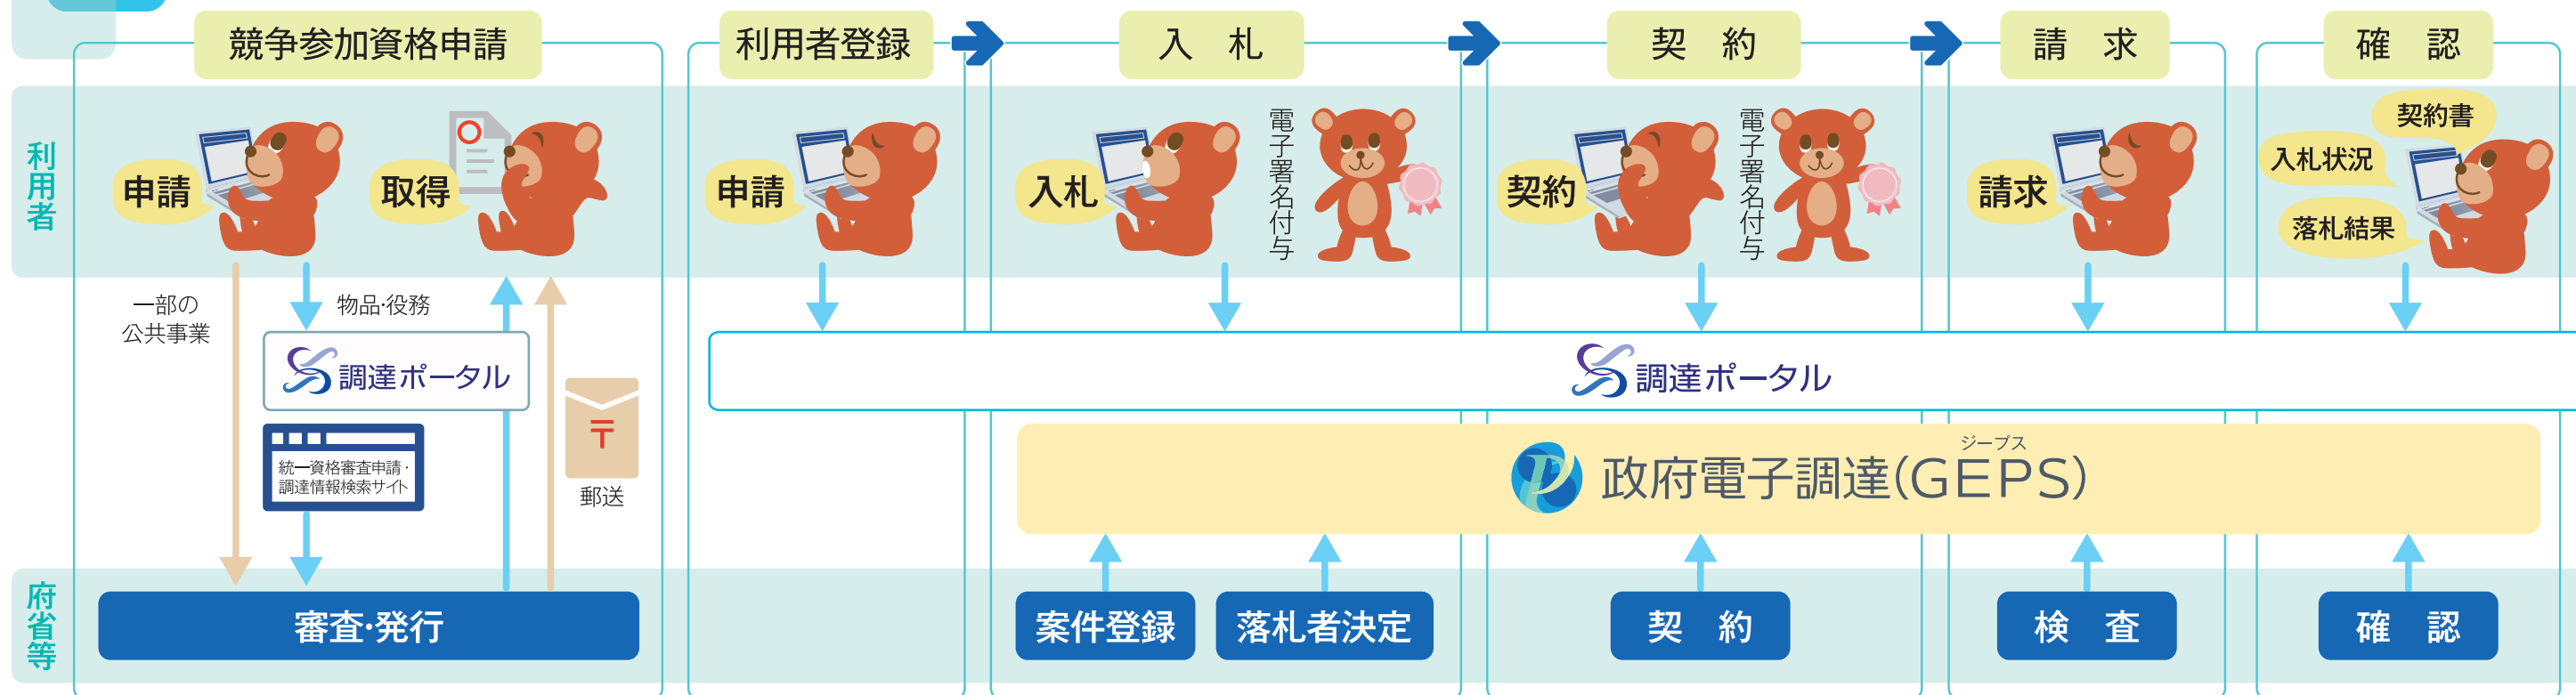 競争参加資格申請
利用者登録
入 札
契 約
請 求
確 認
利用者
申請
取得
申請
入札
電子署名付与
契約
電子署名付与
請求
契約書
入札状況
落札結果
一部の
公共事業
物品・役務
調達ポータル
統一資格審査申請・
調達情報検索サイト
〒
郵送
調達ポータル
ジープス
政府電子調達(GEPS)
府省等
審査・発行
案件登録
落札者決定
契 約
検 査
確 認